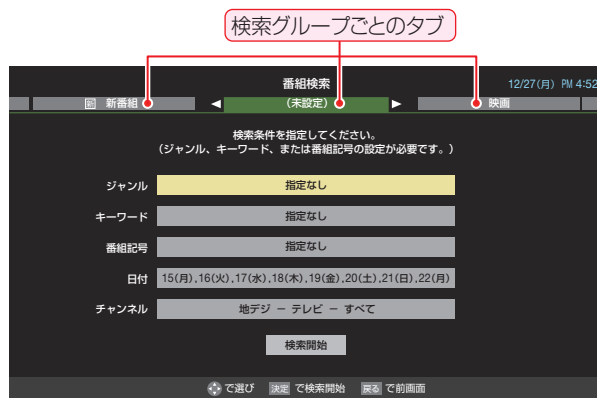 検索グループごとのタブ
番組検索
12/27(月) PM 4:52
新 新番組
(未設定)
映画
検索条件を指定してください。
(ジャンル、キーワード、または番組記号の設定が必要です。)
ジャンル 指定なし
キーワード 指定なし
番組記号 指定なし
日付 15(月),16(火),17(水),18(木),19(金),20(土),21(日),22(月)
チャンネル 地デジ － テレビ － すべて
検索開始
で選び 決定 で検索開始 戻る で前画面